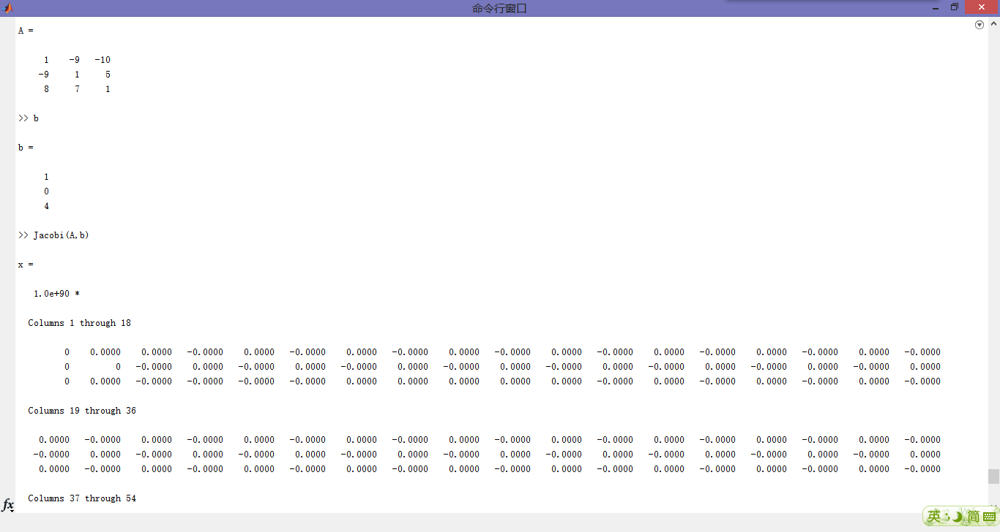 命令行窗口
A =
1 -9 -10
-9 1 5
8 7 1
>> b
b =
1
0
4
>> Jacobi(A,b)
x =
1.0e+90 *
Columns 1 through 18
0 0.0000 0.0000 -0.0000 0.0000 -0.0000 0.0000 -0.0000 0.0000 -0.0000 0.0000 -0.0000 0.0000 -0.0000 0.0000 -0.0000 0.0000 -0.0000
0 0 -0.0000 0.0000 -0.0000 0.0000 -0.0000 0.0000 -0.0000 0.0000 -0.0000 0.0000 -0.0000 0.0000 -0.0000 0.0000 -0.0000 0.0000
0 0.0000 -0.0000 -0.0000 -0.0000 -0.0000 0.0000 0.0000 0.0000 0.0000 0.0000 -0.0000 0.0000 -0.0000 0.0000 -0.0000 0.0000 -0.0000
Columns 19 through 36
0.0000 -0.0000 0.0000 -0.0000 0.0000 -0.0000 0.0000 -0.0000 0.0000 -0.0000 0.0000 -0.0000 0.0000 -0.0000 0.0000 -0.0000 0.0000 -0.0000
-0.0000 0.0000 -0.0000 0.0000 -0.0000 0.0000 -0.0000 0.0000 -0.0000 0.0000 -0.0000 0.0000 -0.0000 0.0000 -0.0000 0.0000 -0.0000 0.0000
0.0000 -0.0000 0.0000 -0.0000 0.0000 -0.0000 0.0000 -0.0000 0.0000 -0.0000 0.0000 -0.0000 0.0000 -0.0000 0.0000 -0.0000 0.0000 -0.0000
Columns 37 through 54
fx
英 简